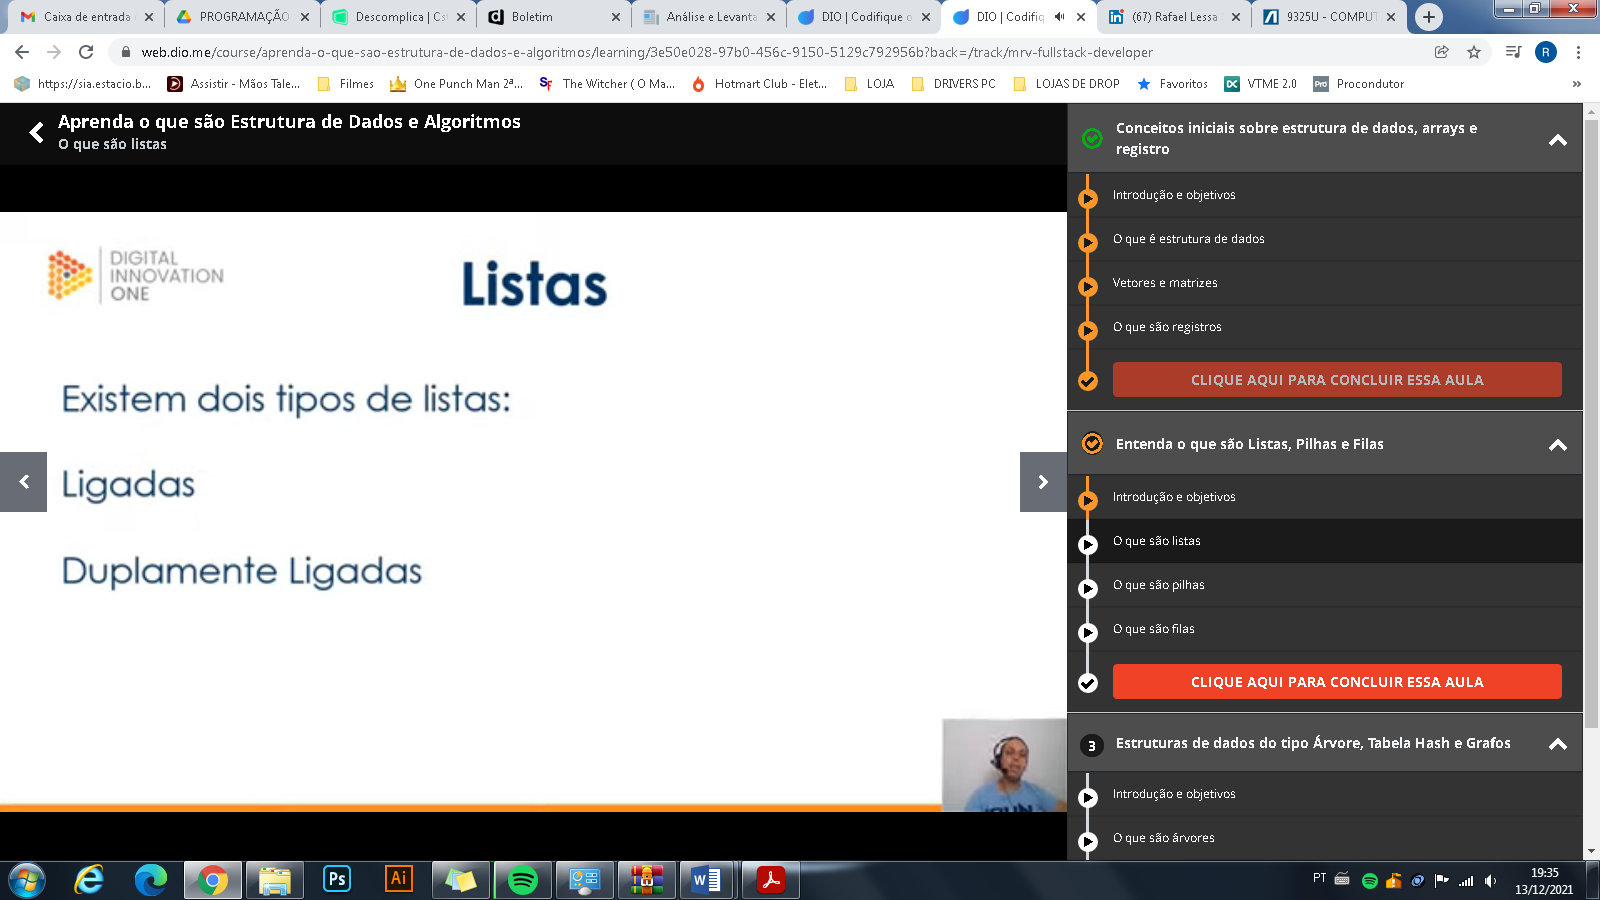 Caixa de entrada
PROGRAMAÇÃO
Descomplica | Cst
Boletim
Análise e Levanta
DIO | Codifique o
DIO | Codifiq
(67) Rafael Lessa
9325U - COMPUT
web.dio.me/course/aprenda-o-que-sao-estrutura-de-dados-e-algoritmos/learning/3e50e028-97b0-456c-9150-5129c792956b?back=/track/mrv-fullstack-developer
R
https://sia.estacio.b...
Assistir - Mãos Tale...
Filmes
One Punch Man 2ª...
SF
The Witcher ( O Ma...
Hotmart Club - Elet...
LOJA
DRIVERS PC
LOJAS DE DROP
Favoritos
DC
VTME 2.0
Pro
Procondutor
»
Aprenda o que são Estrutura de Dados e Algoritmos
O que são listas
DIGITAL
INNOVATION
ONE
Listas
Existem dois tipos de listas:
Ligadas
Duplamente Ligadas
Conceitos iniciais sobre estrutura de dados, arrays e
registro
Introdução e objetivos
O que é estrutura de dados
Vetores e matrizes
O que são registros
CLIQUE AQUI PARA CONCLUIR ESSA AULA
Entenda o que são Listas, Pilhas e Filas
Introdução e objetivos
O que são listas
O que são pilhas
O que são filas
CLIQUE AQUI PARA CONCLUIR ESSA AULA
3
Estruturas de dados do tipo Árvore, Tabela Hash e Grafos
Introdução e objetivos
O que são árvores
Ps
Ai
W
PT
19:35
13/12/2021